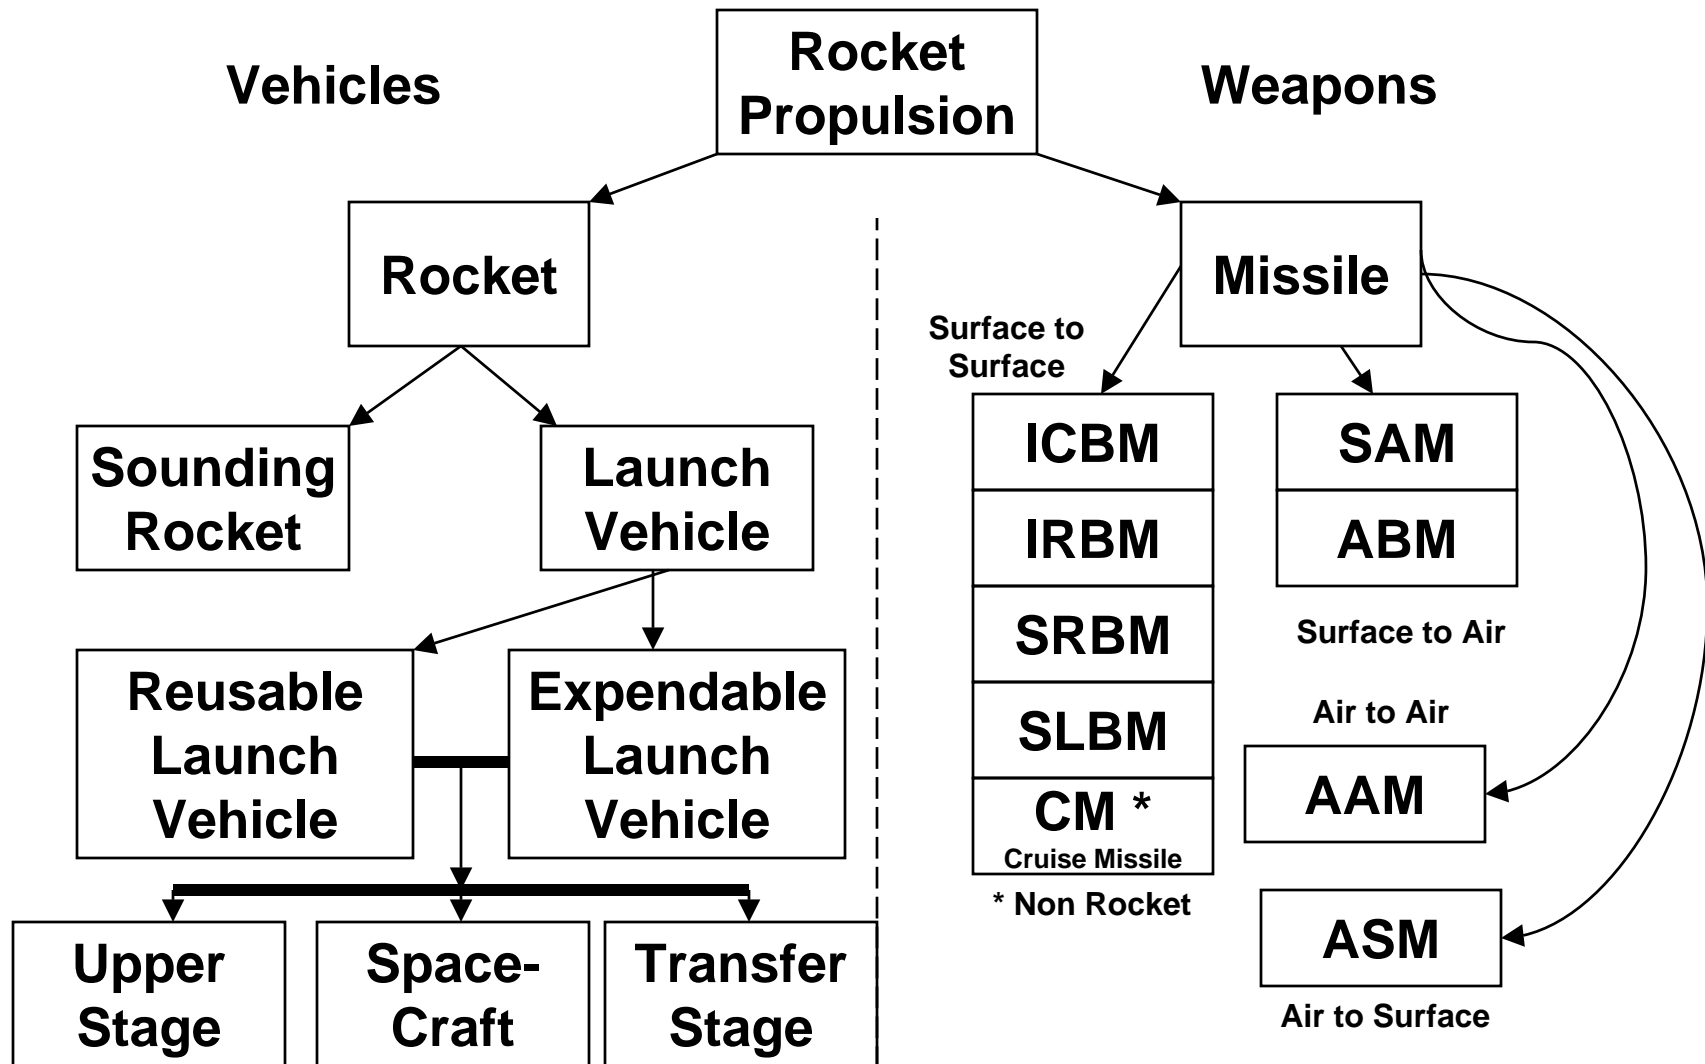 Vehicles
Rocket
Propulsion
Weapons
Rocket
Missile
Surface to
Surface
Sounding
Rocket
Launch
Vehicle
ICBM
IRBM
SRBM
SLBM
CM *
Cruise Missile
* Non Rocket
SAM
ABM
Surface to Air
Air to Air
AAM
ASM
Air to Surface
Reusable
Launch
Vehicle
Expendable
Launch
Vehicle
Upper
Stage
Space-
Craft
Transfer
Stage